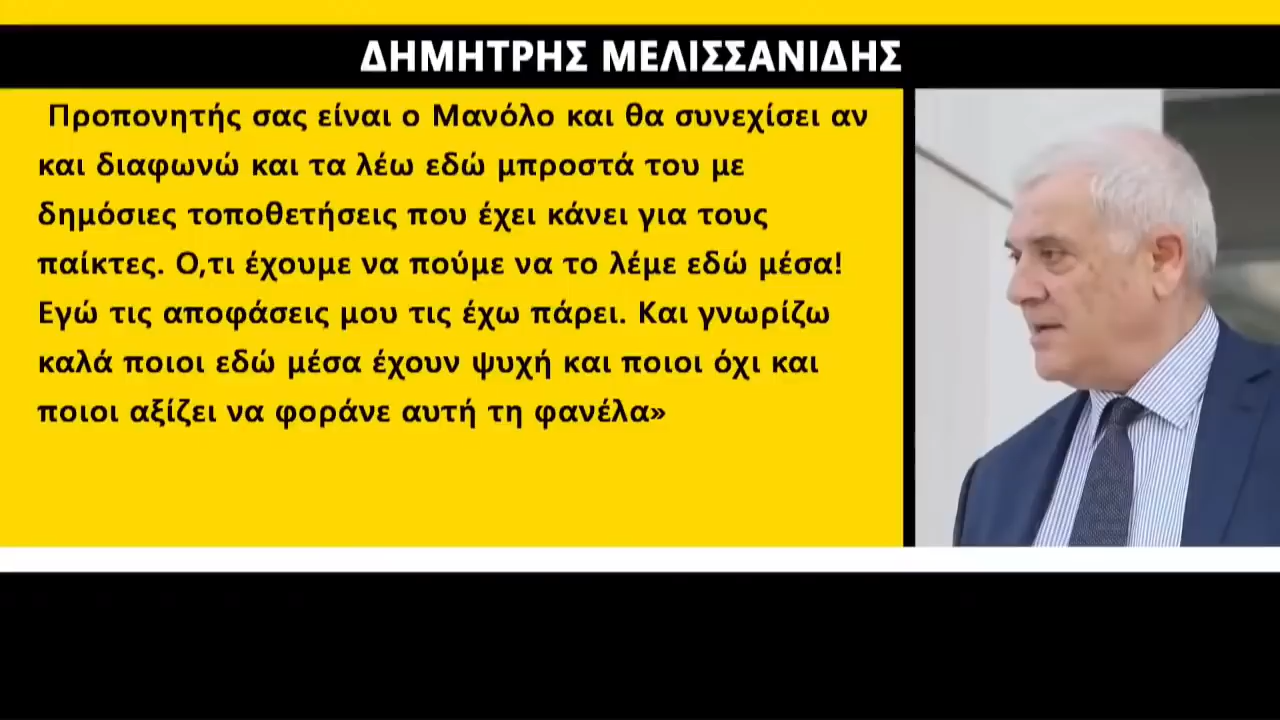 ΔΗΜΗΤΡΗΣ ΜΕΛΙΣΣΑΝΙΔΗΣ
Προπονητής σας είναι ο Μανόλο και θα συνεχίσει αν
και διαφωνώ και τα λέω εδώ μπροστά του με
δημόσιες τοποθετήσεις που έχει κάνει για τους
παίκτες. Ο,τι έχουμε να πούμε να το λέμε εδώ μέσα!
Εγώ τις αποφάσεις μου τις έχω πάρει. Και γνωρίζω
καλά ποιοι εδώ μέσα έχουν ψυχή και ποιοι όχι και
ποιοι αξίζει να φοράνε αυτή τη φανέλα»